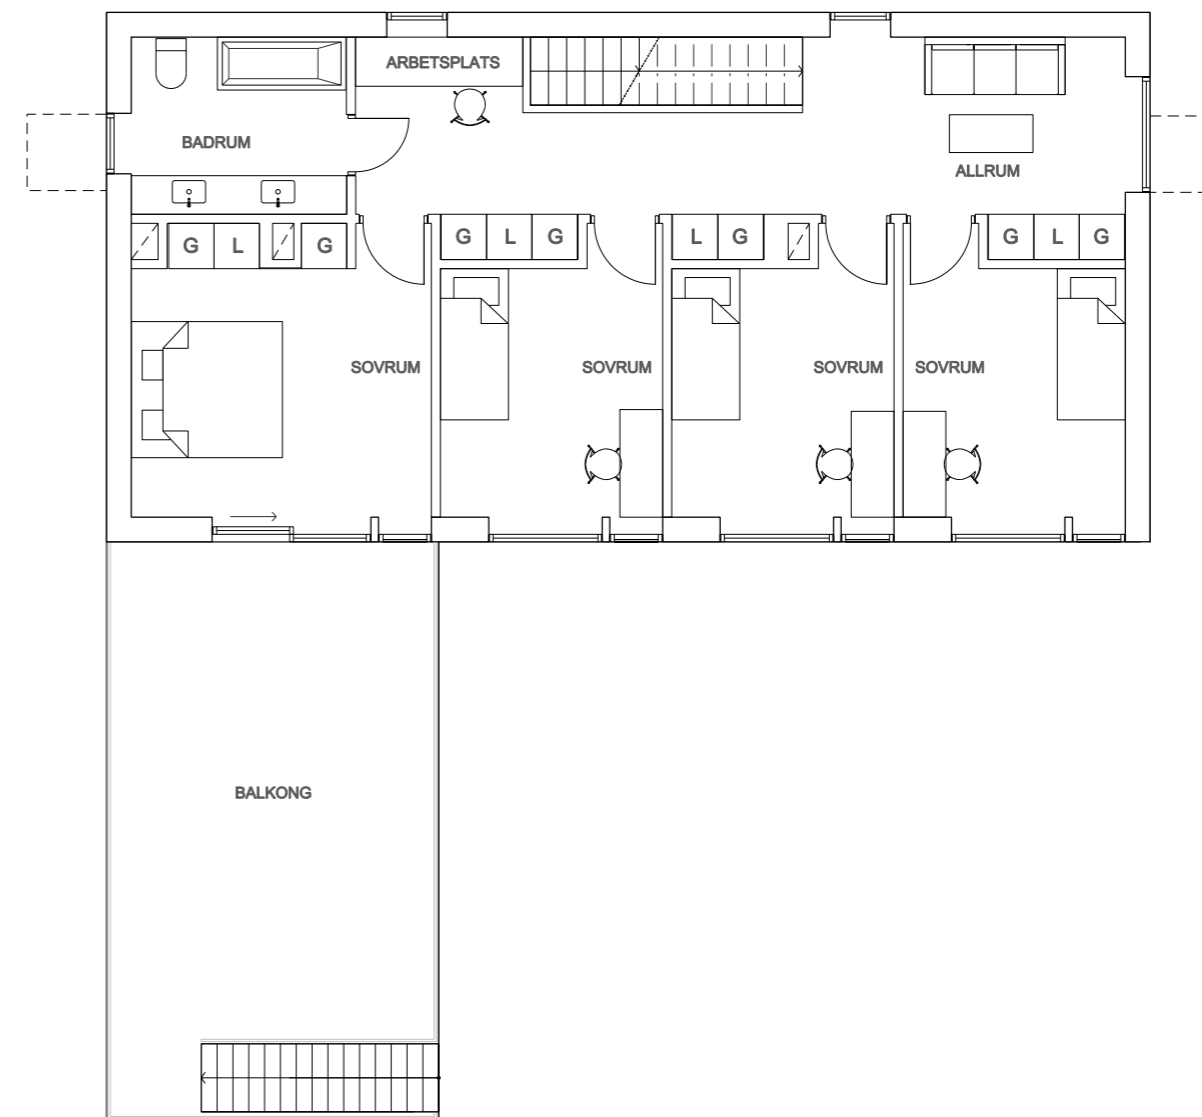 ARBETSPLATS
BADRUM
ALLRUM
G L G
G L G
L G
G L G
SOVRUM
SOVRUM
SOVRUM
SOVRUM
BALKONG